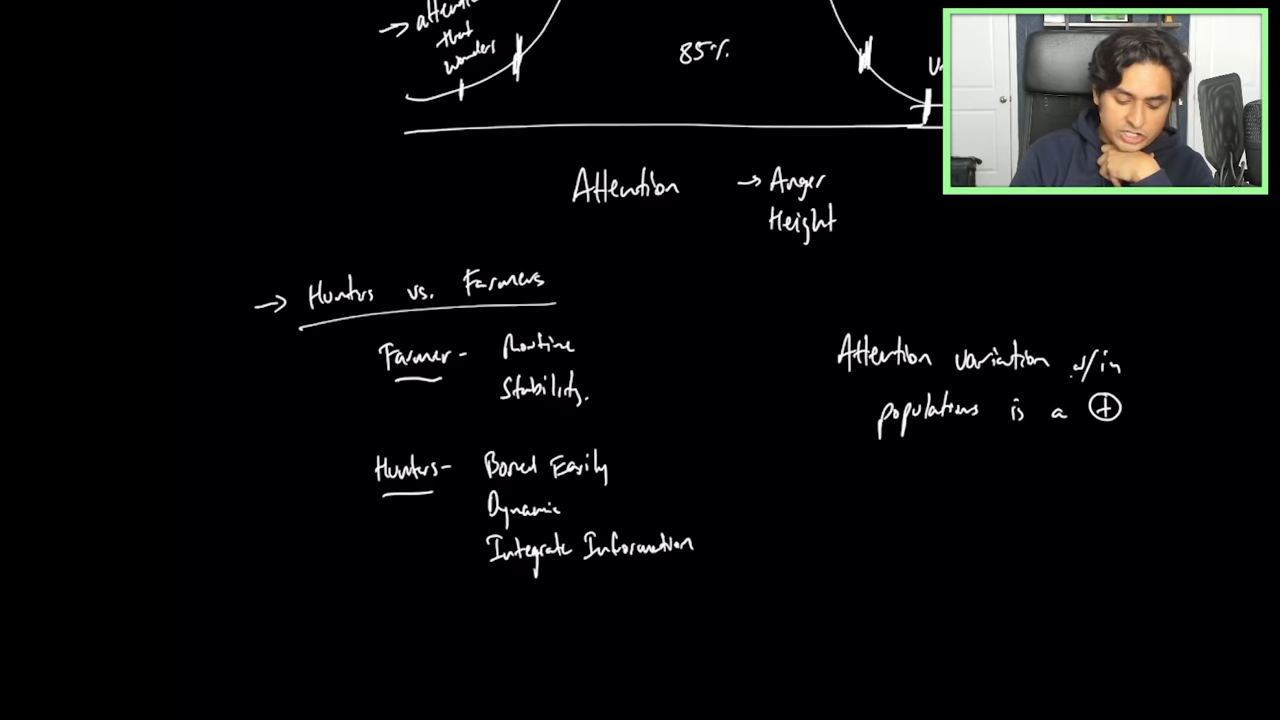 → attenti
that
wanders
85%
Attention → Anger
Height
→ Hunters vs. Farmers
Farmer - Routine
Stability.
Attention variation w/in
populations is a +
Hunters - Bored Easily
Dynamic
Integrate Information